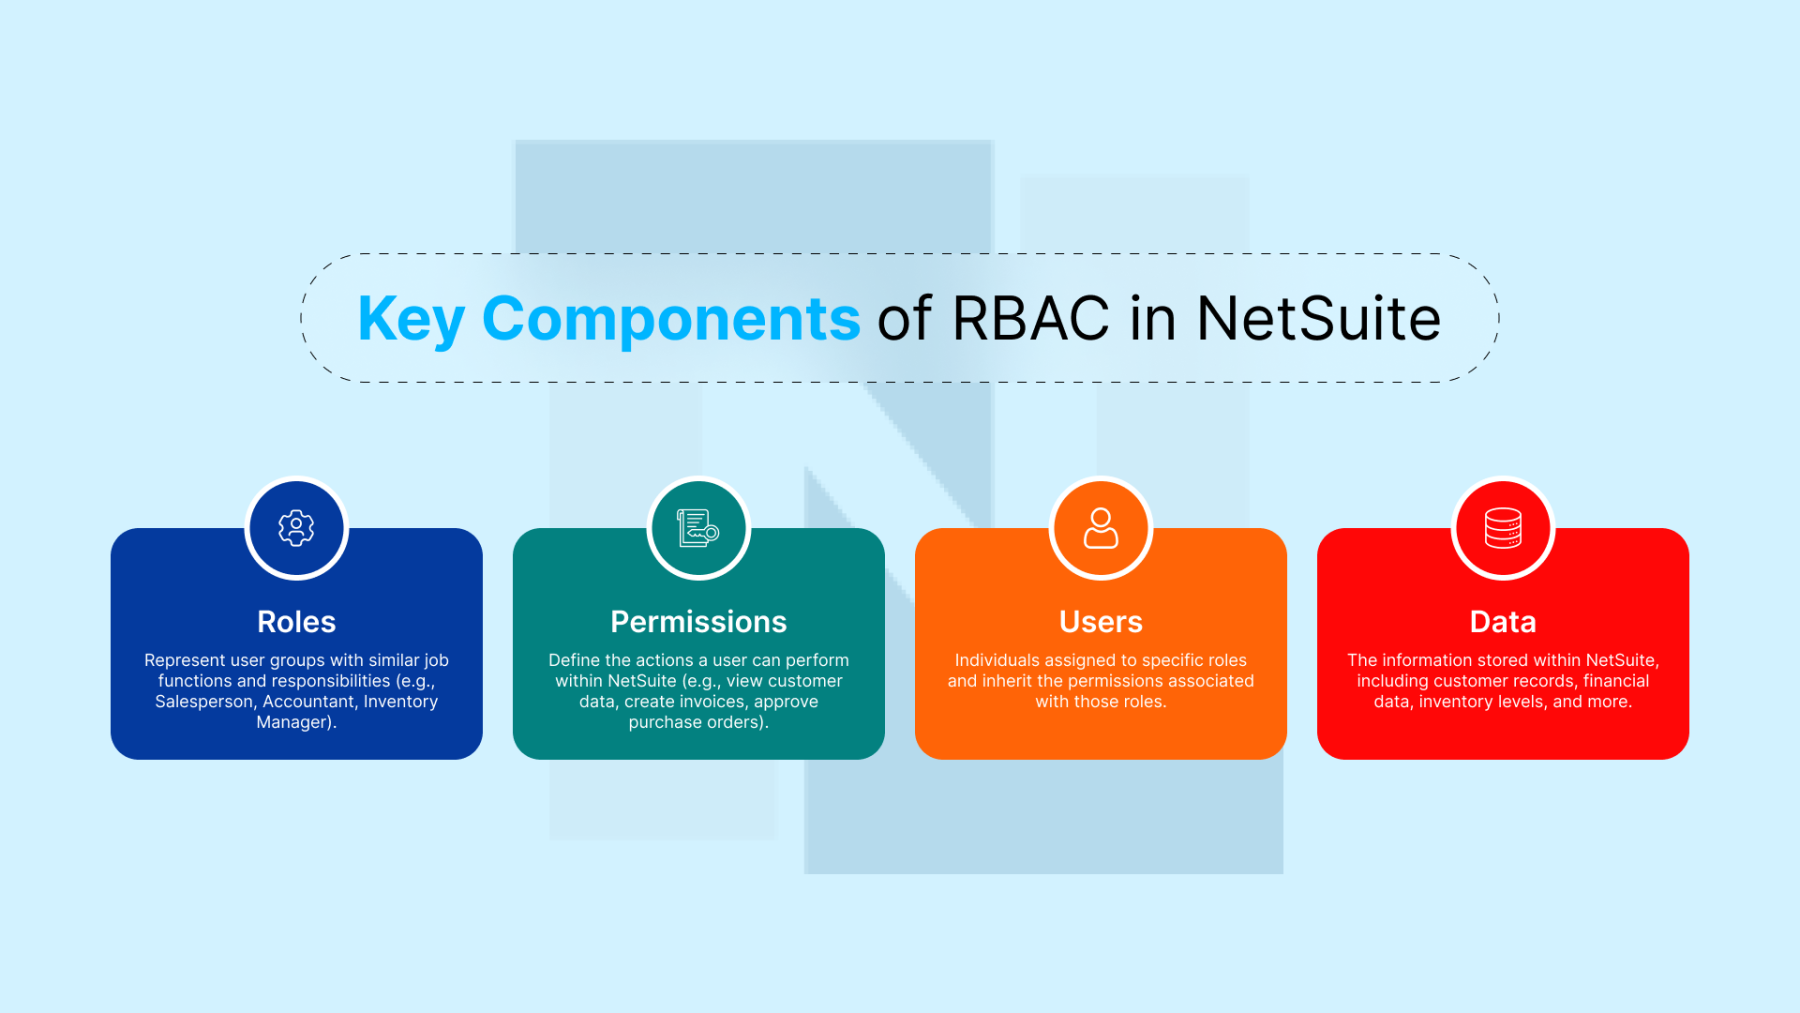 Key Components of RBAC in NetSuite
Roles
Represent user groups with similar job
functions and responsibilities (e.g.,
Salesperson, Accountant, Inventory
Manager).
Permissions
Define the actions a user can perform
within NetSuite (e.g., view customer
data, create invoices, approve
purchase orders).
Users
Individuals assigned to specific roles
and inherit the permissions associated
with those roles.
Data
The information stored within NetSuite,
including customer records, financial
data, inventory levels, and more.